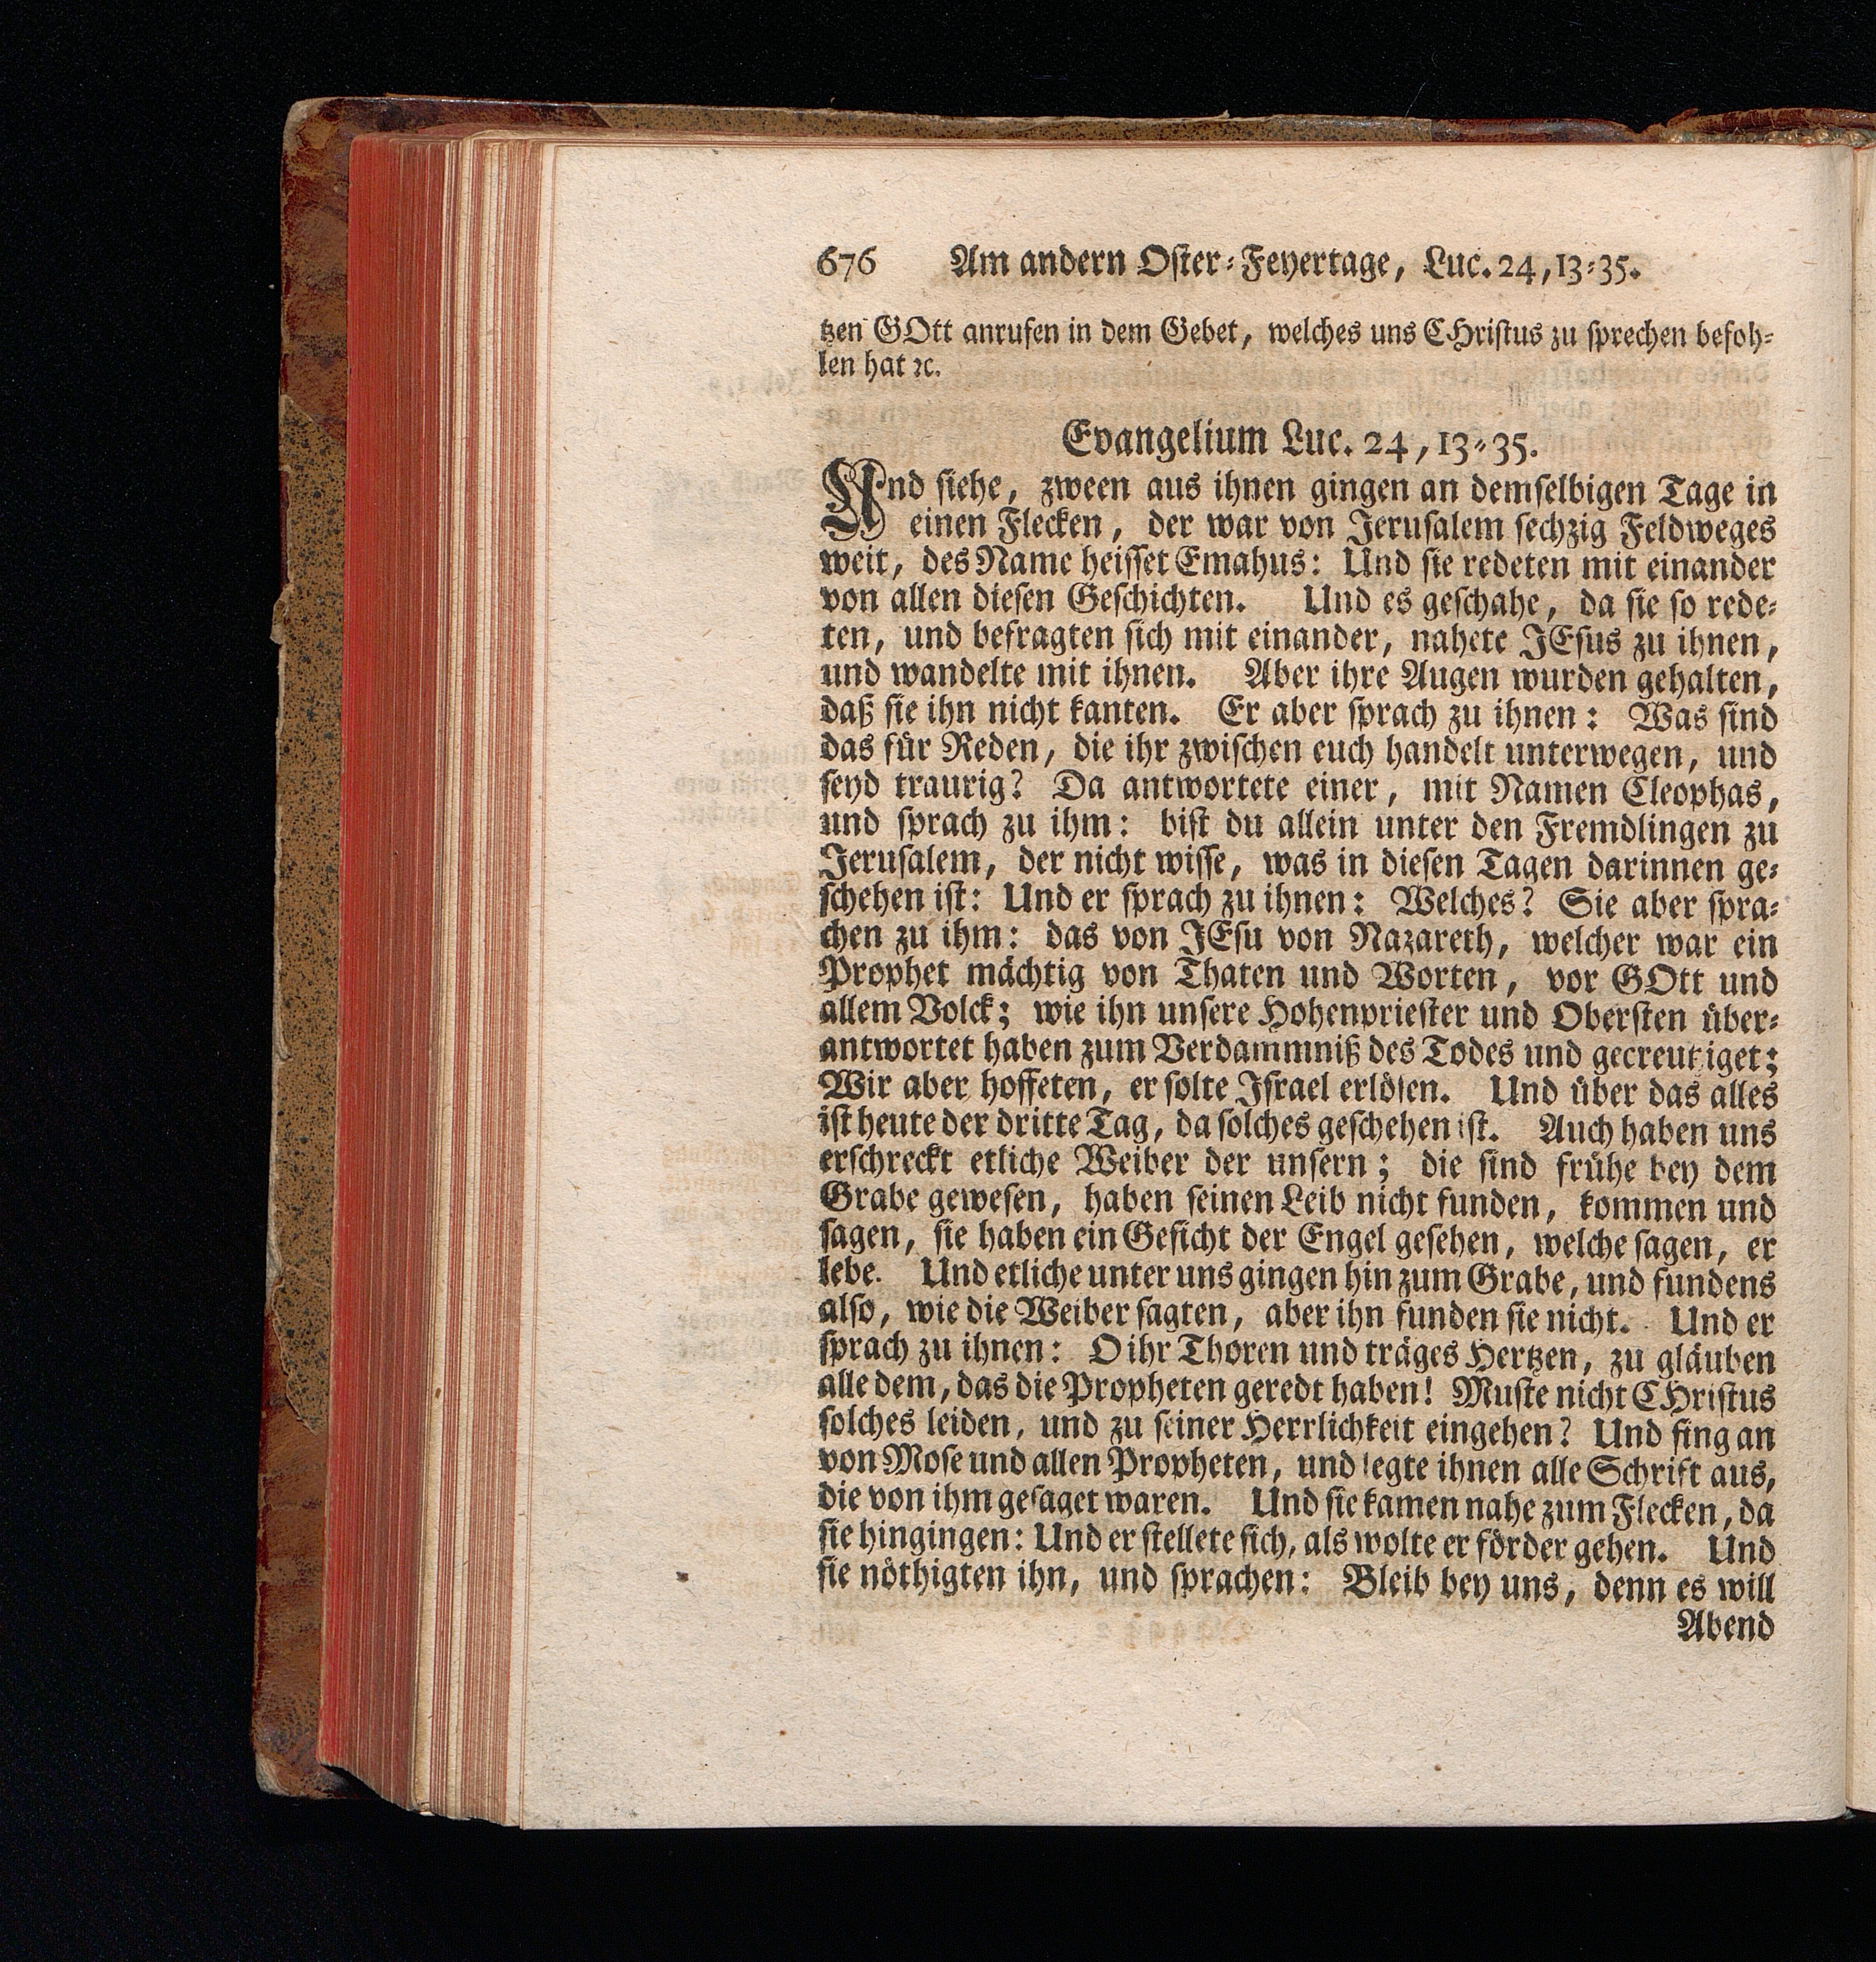 676 Am andern Oster-Feyertage, Luc. 24, 13-35.
tzen GOtt anrufen in dem Gebet, welches uns CHristus zu sprechen befoh-
len hat ꝛc.
Evangelium Luc. 24, 13-35.
Und siehe, zween aus ihnen gingen an demselbigen Tage in
einen Flecken, der war von Jerusalem sechzig Feldweges
weit, des Name heisset Emahus: Und sie redeten mit einander
von allen diesen Geschichten. Und es geschahe, da sie so rede-
ten, und befragten sich mit einander, nahete JEsus zu ihnen,
und wandelte mit ihnen. Aber ihre Augen wurden gehalten,
daß sie ihn nicht kanten. Er aber sprach zu ihnen: Was sind
das für Reden, die ihr zwischen euch handelt unterwegen, und
seyd traurig? Da antwortete einer, mit Namen Cleophas,
und sprach zu ihm: bist du allein unter den Fremdlingen zu
Jerusalem, der nicht wisse, was in diesen Tagen darinnen ge-
schehen ist: Und er sprach zu ihnen: Welches? Sie aber spra-
chen zu ihm: das von JEsu von Nazareth, welcher war ein
Prophet mächtig von Thaten und Worten, vor GOtt und
allem Volck; wie ihn unsere Hohenpriester und Obersten über-
antwortet haben zum Verdammniß des Todes und gecreutziget;
Wir aber hoffeten, er solte Israel erlösen. Und über das alles
ist heute der dritte Tag, da solches geschehen ist. Auch haben uns
erschreckt etliche Weiber der unsern; die sind frühe bey dem
Grabe gewesen, haben seinen Leib nicht funden, kommen und
sagen, sie haben ein Gesicht der Engel gesehen, welche sagen, er
lebe. Und etliche unter uns gingen hin zum Grabe, und fundens
also, wie die Weiber sagten, aber ihn funden sie nicht. Und er
sprach zu ihnen: O ihr Thoren und träges Hertzen, zu gläuben
alle dem, das die Propheten geredt haben! Muste nicht CHristus
solches leiden, und zu seiner Herrlichkeit eingehen? Und fing an
von Mose und allen Propheten, und legte ihnen alle Schrift aus,
die von ihm gesaget waren. Und sie kamen nahe zum Flecken, da
sie hingingen: Und er stellete sich, als wolte er förder gehen. Und
sie nöthigten ihn, und sprachen: Bleib bey uns, denn es will
Abend